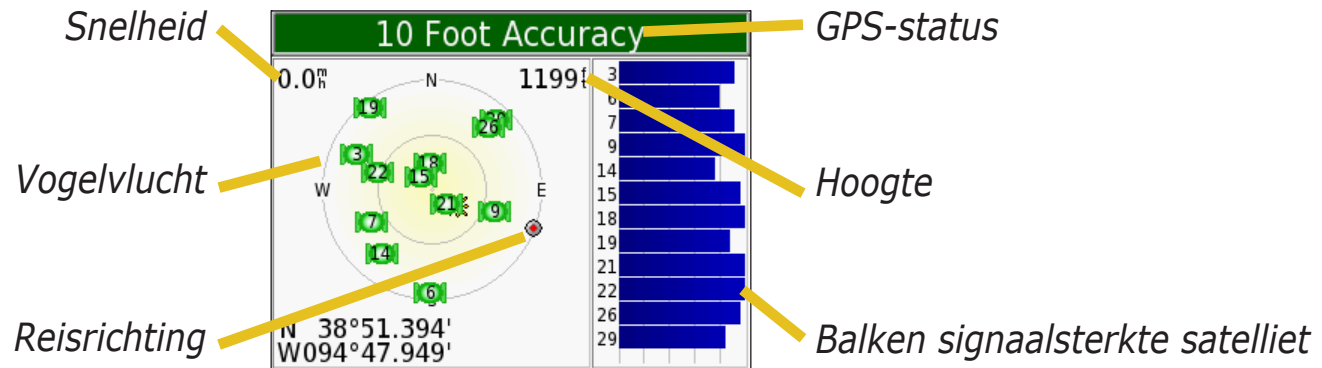 Snelheid
10 Foot Accuracy
GPS-status
0.0 mh
N
1199 ft
3
6
7
9
14
15
18
19
21
22
26
29
19
26
3
22
18
15
W
E
21
9
7
14
6
Vogelvlucht
Hoogte
Reisrichting
N 38°51.394'
W094°47.949'
Balken signaalsterkte satelliet